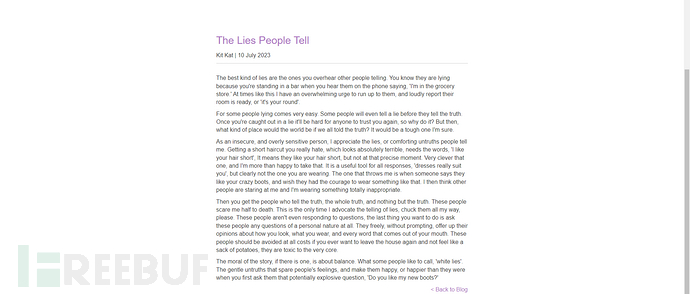 The Lies People Tell
Kit Kat | 10 July 2023
The best kind of lies are the ones you overhear other people telling. You know they are lying
because you're standing in a bar when you hear them on the phone saying, 'I'm in the grocery
store.' At times like this I have an overwhelming urge to run up to them, and loudly report their
room is ready, or 'it's your round'.
For some people lying comes very easy. Some people will even tell a lie before they tell the truth.
Once you're caught out in a lie it'll be hard for anyone to trust you again, so why do it? But then,
what kind of place would the world be if we all told the truth? It would be a tough one I'm sure.
As an insecure, and overly sensitive person, I appreciate the lies, or comforting untruths people tell
me. Getting a short haircut you really hate, which looks absolutely terrible, needs the words, 'I like
your hair short', It means they like your hair short, but not at that precise moment. Very clever that
one, and I'm more than happy to take that. It is a useful tool for all responses, 'dresses really suit
you', but clearly not the one you are wearing. The one that throws me is when someone says they
like your crazy boots, and wish they had the courage to wear something like that. I then think other
people are staring at me and I'm wearing something totally inappropriate.
Then you get the people who tell the truth, the whole truth, and nothing but the truth. These people
scare me half to death. This is the only time I advocate the telling of lies, chuck them all my way,
please. These people aren't even responding to questions, the last thing you want to do is ask
these people any questions of a personal nature at all. They freely, without prompting, offer up their
opinions about how you look, what you wear, and every word that comes out of your mouth. These
people should be avoided at all costs if you ever want to leave the house again and not feel like a
sack of potatoes, they are toxic to the very core.
The moral of the story, if there is one, is about balance. What some people like to call, 'white lies'.
The gentle untruths that spare people's feelings, and make them happy, or happier than they were
when you first ask them that potentially explosive question, 'Do you like my new boots?'
< Back to Blog
FREEBUF